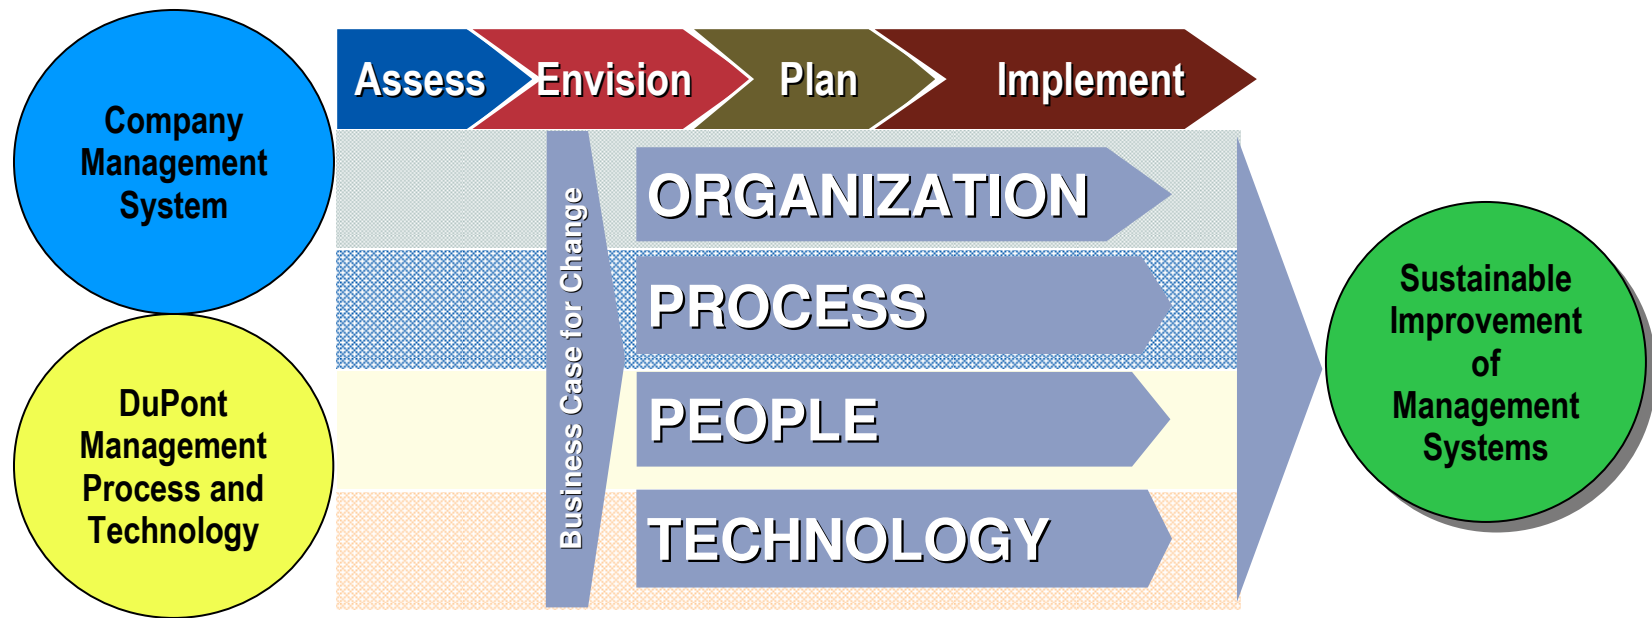 Company
Management
System
DuPont
Management
Process and
Technology
Assess
Envision
Plan
Implement
Business Case for Change
ORGANIZATION
PROCESS
PEOPLE
TECHNOLOGY
Sustainable
Improvement
of
Management
Systems